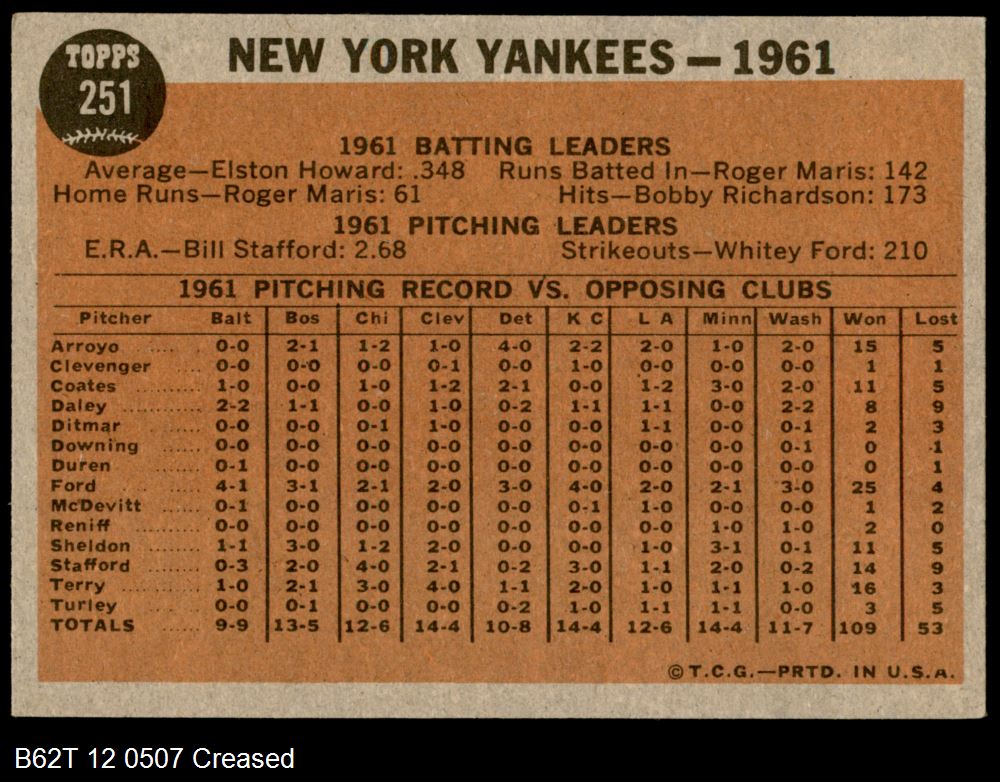 TOPPS
251
NEW YORK YANKEES — 1961
1961 BATTING LEADERS
Average—Elston Howard: .348 Runs Batted In—Roger Maris: 142
Home Runs—Roger Maris: 61 Hits—Bobby Richardson: 173
1961 PITCHING LEADERS
E.R.A.—Bill Stafford: 2.68 Strikeouts—Whitey Ford: 210
1961 PITCHING RECORD VS. OPPOSING CLUBS
Pitcher Balt Bos Chi Clev Det K C L A Minn Wash Won Lost
Arroyo .... 0-0 2-1 1-2 1-0 4-0 2-2 2-0 1-0 2-0 15 5
Clevenger .... 0-0 0-0 0-0 0-1 0-0 1-0 0-0 0-0 0-0 1 1
Coates ........ 1-0 0-0 1-0 1-2 2-1 0-0 1-2 3-0 2-0 11 5
Daley ............ 2-2 1-1 0-0 1-0 0-2 1-1 1-1 0-0 2-2 8 9
Ditmar ........ 0-0 0-0 0-1 1-0 0-0 0-0 1-1 0-0 0-1 2 3
Downing .... 0-0 0-0 0-0 0-0 0-0 0-0 0-0 0-0 0-1 0 1
Duren ........ 0-1 0-0 0-0 0-0 0-0 0-0 0-0 0-0 0-0 0 1
Ford ........ 4-1 3-1 2-1 2-0 3-0 4-0 2-0 2-1 3-0 25 4
McDevitt ...... 0-1 0-0 0-0 0-0 0-0 0-1 1-0 0-0 0-0 1 2
Reniff .......... 0-0 0-0 0-0 0-0 0-0 0-0 0-0 1-0 1-0 2 0
Sheldon ........ 1-1 3-0 1-2 2-0 0-0 0-0 1-0 3-1 0-1 11 5
Stafford ........ 0-3 2-0 4-0 2-1 0-2 3-0 1-1 2-0 0-2 14 9
Terry ............ 1-0 2-1 3-0 4-0 1-1 2-0 1-0 1-1 1-0 16 3
Turley .......... 0-0 0-1 0-0 0-0 0-2 1-0 1-1 1-1 0-0 3 5
TOTALS ...... 9-9 13-5 12-6 14-4 10-8 14-4 12-6 14-4 11-7 109 53
© T.C.G.—PRTD. IN U.S.A.
B62T 12 0507 Creased